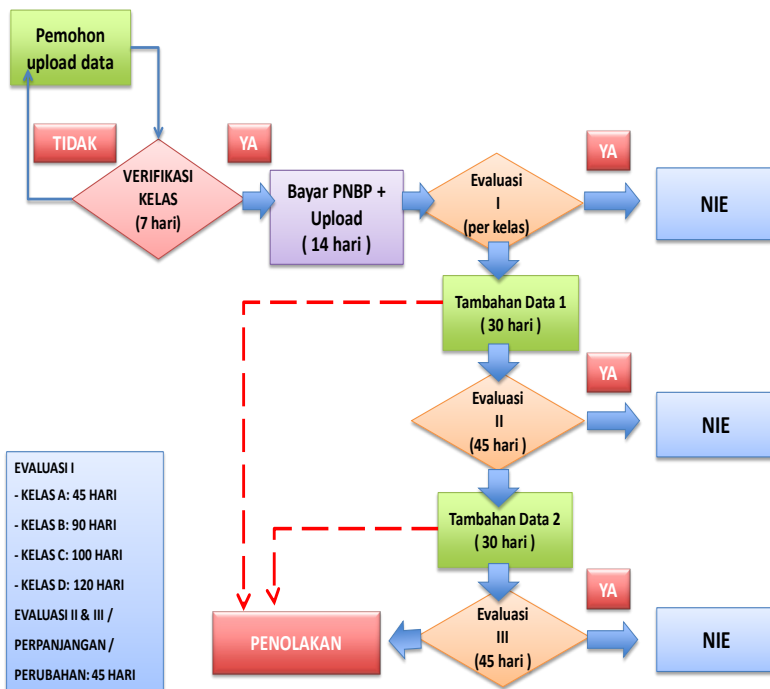 Pemohon
upload data
TIDAK
YA
VERIFIKASI
KELAS
(7 hari)
Bayar PNBP +
Upload
( 14 hari )
Evaluasi
I
(per kelas)
YA
NIE
Tambahan Data 1
( 30 hari )
Evaluasi
II
(45 hari )
YA
NIE
Tambahan Data 2
( 30 hari )
Evaluasi
III
(45 hari )
YA
NIE
PENOLAKAN
EVALUASI I
- KELAS A: 45 HARI
- KELAS B: 90 HARI
- KELAS C: 100 HARI
- KELAS D: 120 HARI
EVALUASI II & III /
PERPANJANGAN /
PERUBAHAN: 45 HARI